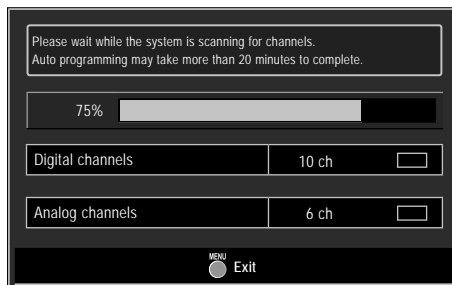 Please wait while the system is scanning for channels.
Auto programming may take more than 20 minutes to complete.
75%
Digital channels 10 ch
Analog channels 6 ch
MENU Exit